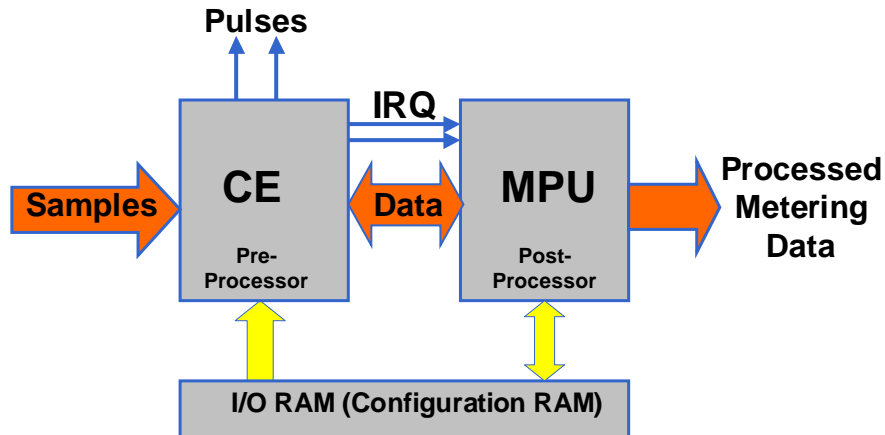 Pulses
IRQ
Samples
CE
Data
MPU
Processed
Metering
Data
Pre-
Processor
Post-
Processor
I/O RAM (Configuration RAM)